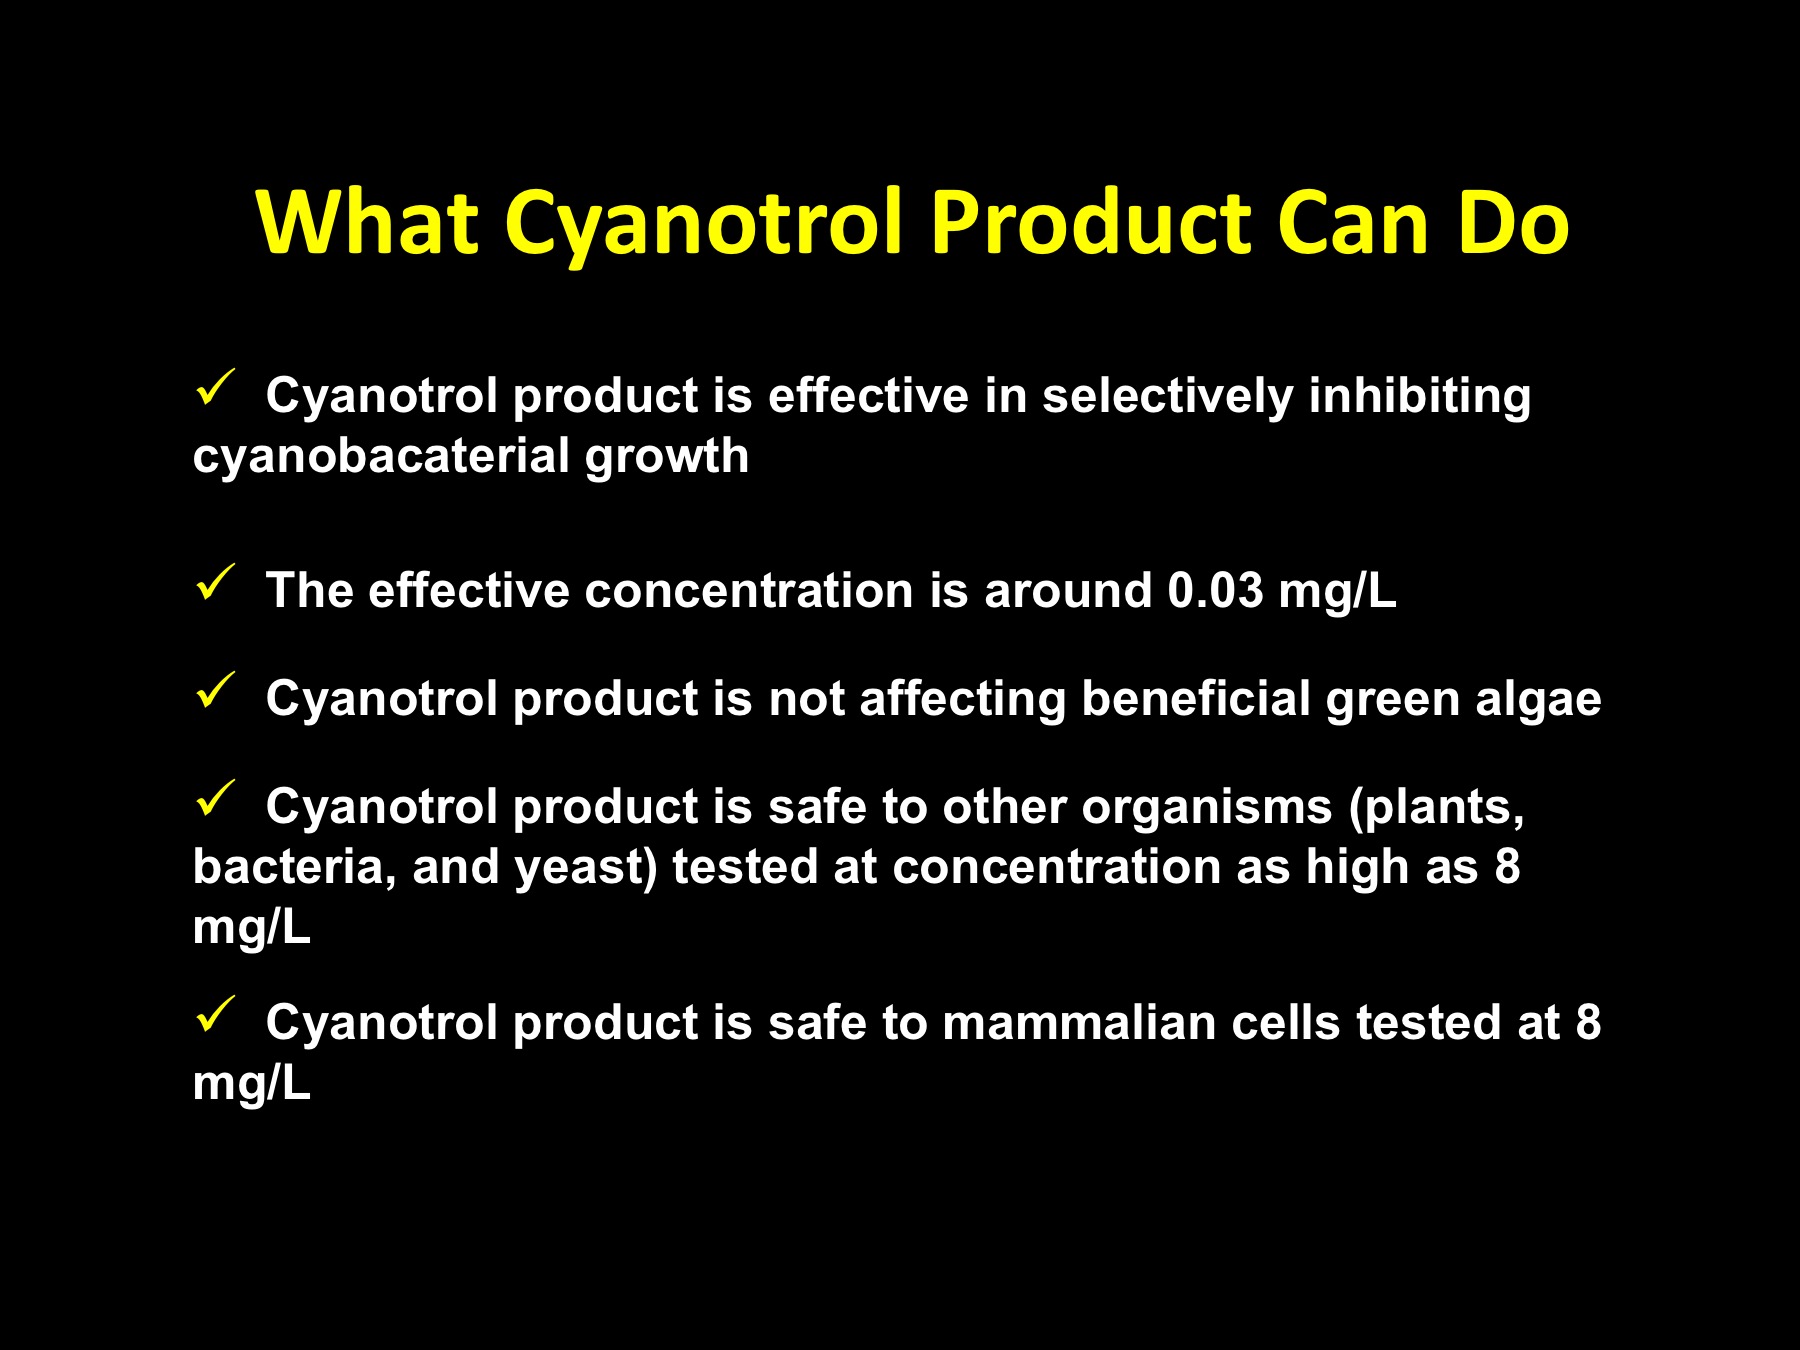 What Cyanotrol Product Can Do
✓ Cyanotrol product is effective in selectively inhibiting
cyanobacaterial growth
✓ The effective concentration is around 0.03 mg/L
✓ Cyanotrol product is not affecting beneficial green algae
✓ Cyanotrol product is safe to other organisms (plants,
bacteria, and yeast) tested at concentration as high as 8
mg/L
✓ Cyanotrol product is safe to mammalian cells tested at 8
mg/L